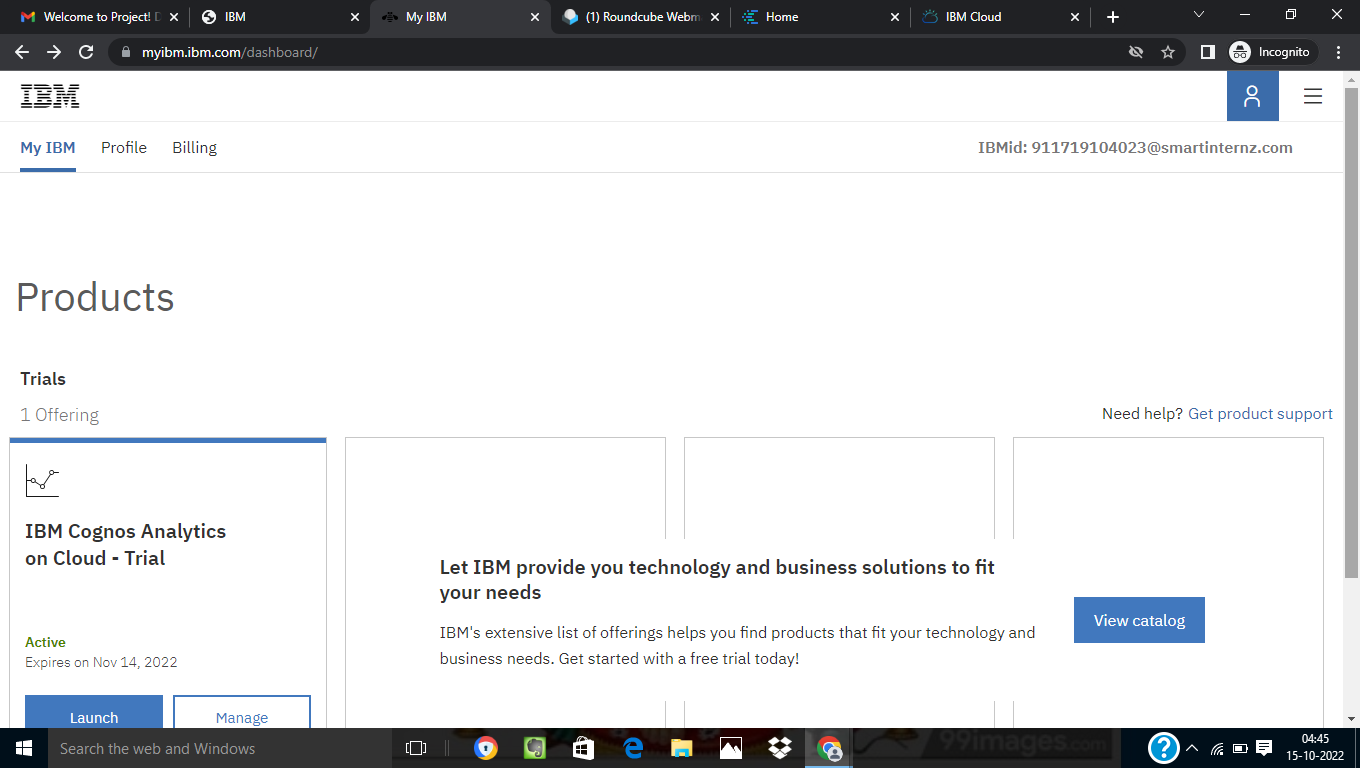 Welcome to Project!
IBM
My IBM
(1) Roundcube Webm
Home
IBM Cloud
myibm.ibm.com/dashboard/
Incognito
IBM
My IBM
Profile
Billing
IBMid: 911719104023@smartinternz.com
Products
Trials
1 Offering
Need help? Get product support
IBM Cognos Analytics
on Cloud - Trial
Active
Expires on Nov 14, 2022
Launch
Manage
Let IBM provide you technology and business solutions to fit
your needs
IBM's extensive list of offerings helps you find products that fit your technology and
business needs. Get started with a free trial today!
View catalog
Search the web and Windows
99images.com
04:45
15-10-2022